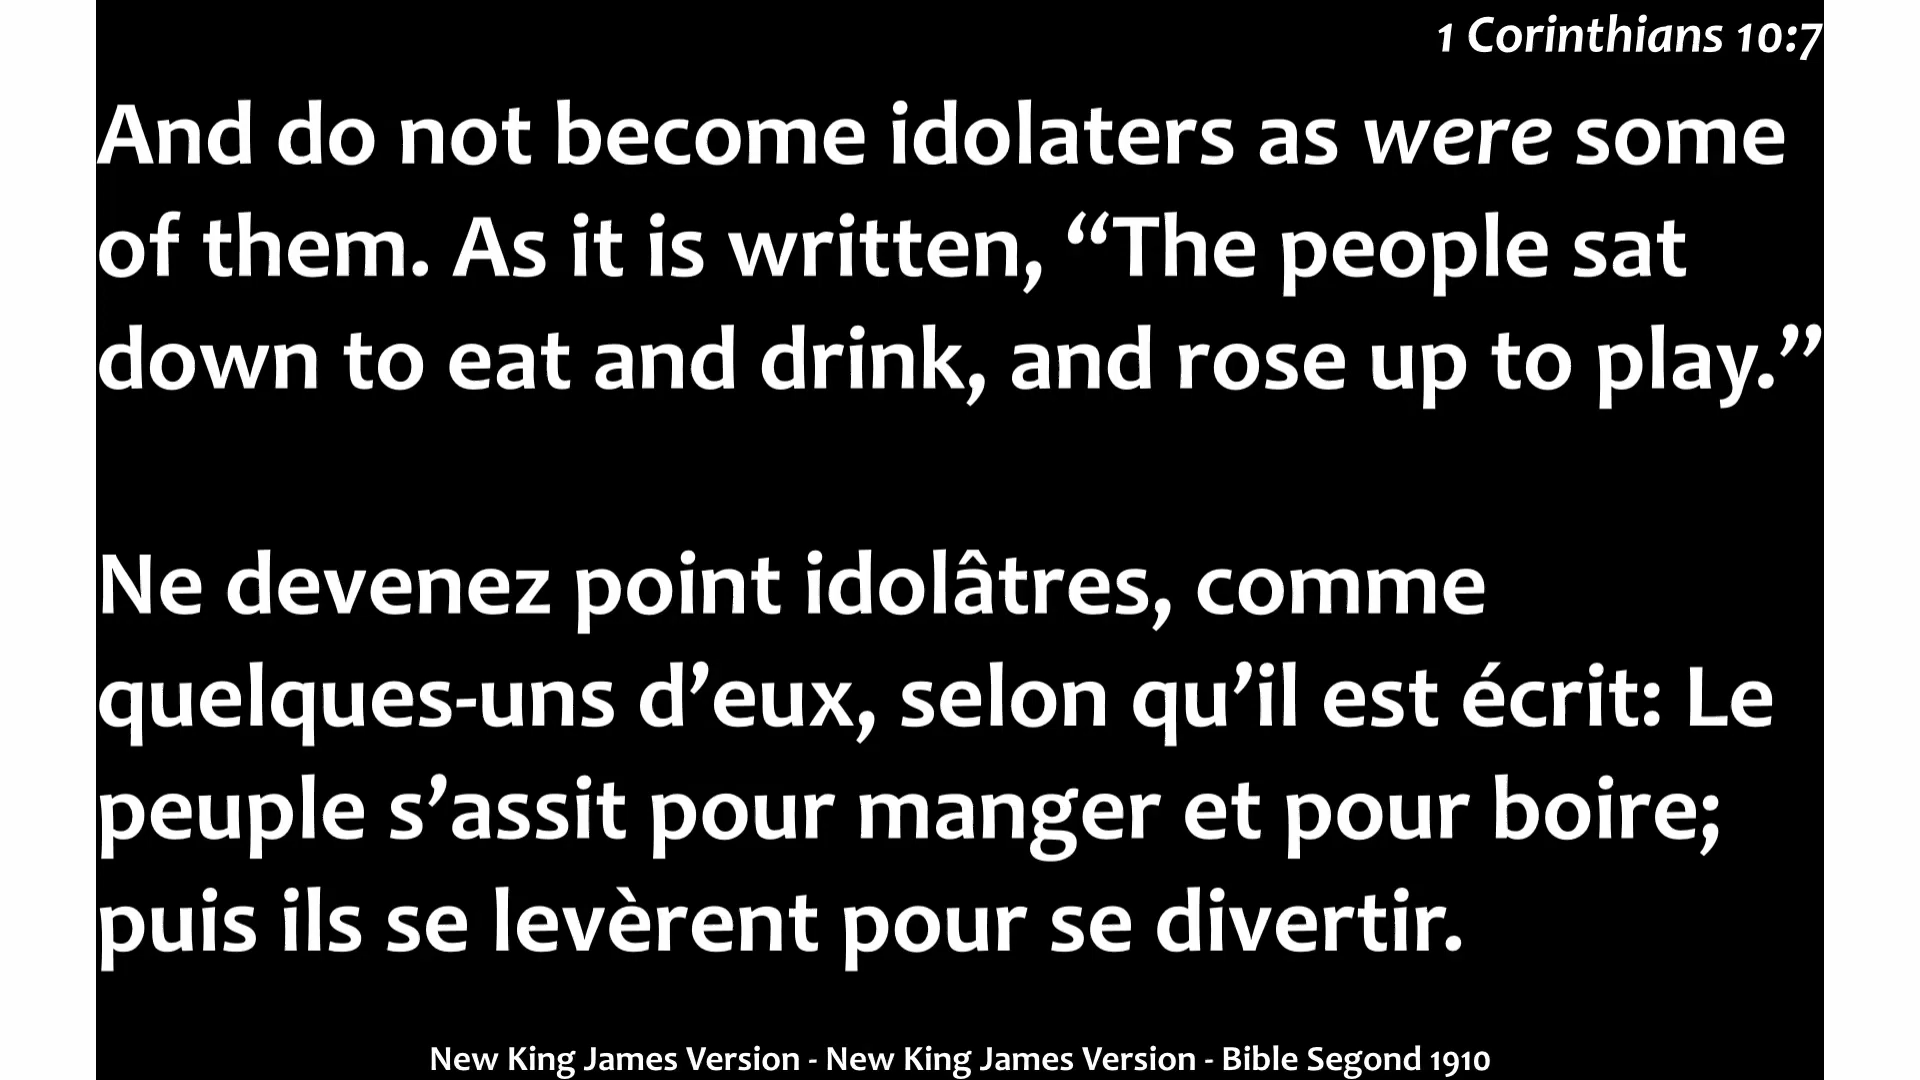 1 Corinthians 10:7
And do not become idolaters as were some
of them. As it is written, “The people sat
down to eat and drink, and rose up to play.”
Ne devenez point idolâtres, comme
quelques-uns d’eux, selon qu’il est écrit: Le
peuple s’assit pour manger et pour boire;
puis ils se levèrent pour se divertir.
New King James Version - New King James Version - Bible Segond 1910